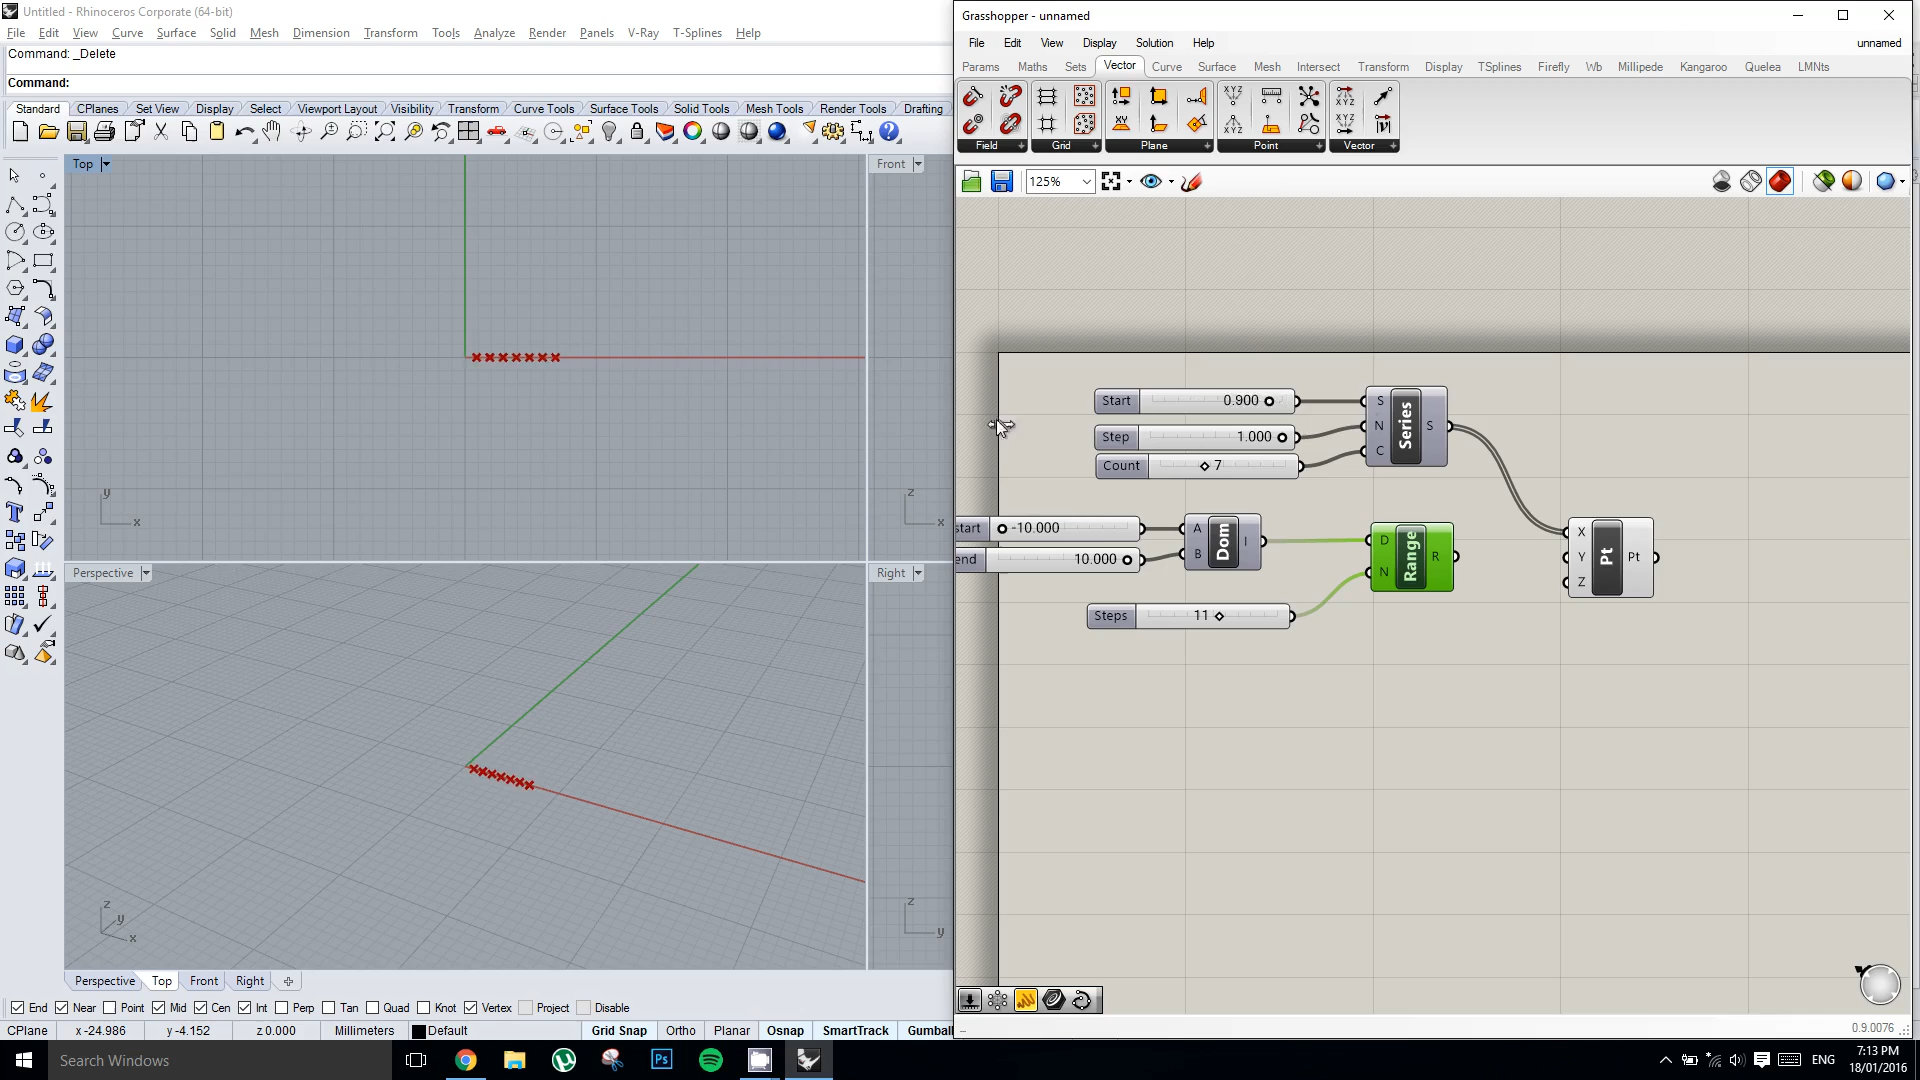 Untitled - Rhinoceros Corporate (64-bit)
File Edit View Curve Surface Solid Mesh Dimension Transform Tools Analyze Render Panels V-Ray T-Splines Help
Command: _Delete
Command:
Standard CPlanes Set View Display Select Viewport Layout Visibility Transform Curve Tools Surface Tools Solid Tools Mesh Tools Render Tools Drafting
Top
Front
y
x
z
x
Perspective
Right
z
y
x
z
y
Perspective Top Front Right
End Near Point Mid Cen Int Perp Tan Quad Knot Vertex Project Disable
CPlane x -24.986 y -4.152 z 0.000 Millimeters Default Grid Snap Ortho Planar Osnap SmartTrack Gumball
Grasshopper - unnamed
File Edit View Display Solution Help unnamed
Params Maths Sets Vector Curve Surface Mesh Intersect Transform Display TSplines Firefly Wb Millipede Kangaroo Quelea LMNts
Field Grid Plane Point Vector
125%
Start 0.900
Step 1.000
Count 7
S N C Series S
start -10.000
end 10.000
A B Dom I
Steps 11
D N Range R
X Y Z Pt Pt
0.9.0076
Search Windows
Ps
ENG
7:13 PM
18/01/2016